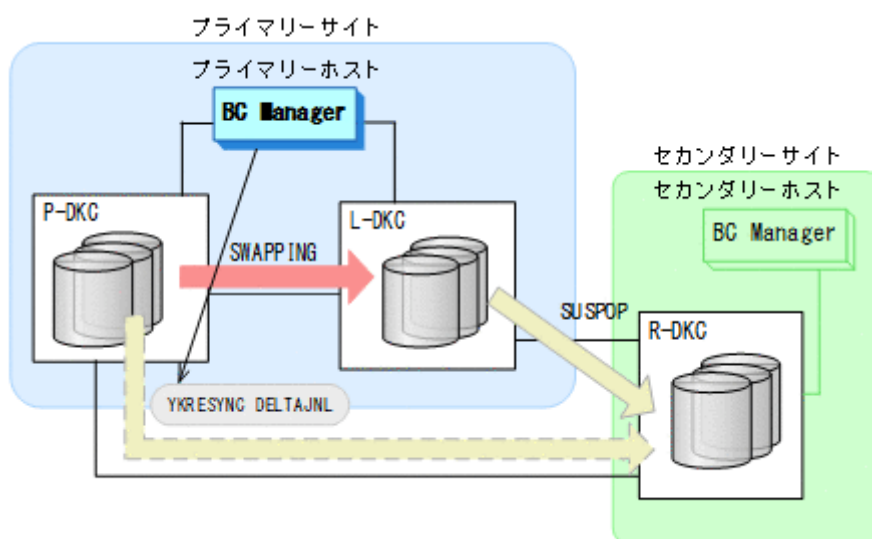 プライマリーサイト
プライマリーホスト
BC Manager
セカンダリーサイト
セカンダリーホスト
BC Manager
P-DKC
L-DKC
SWAPPING
SUSPOP
R-DKC
YKRESYNC DELTAJNL